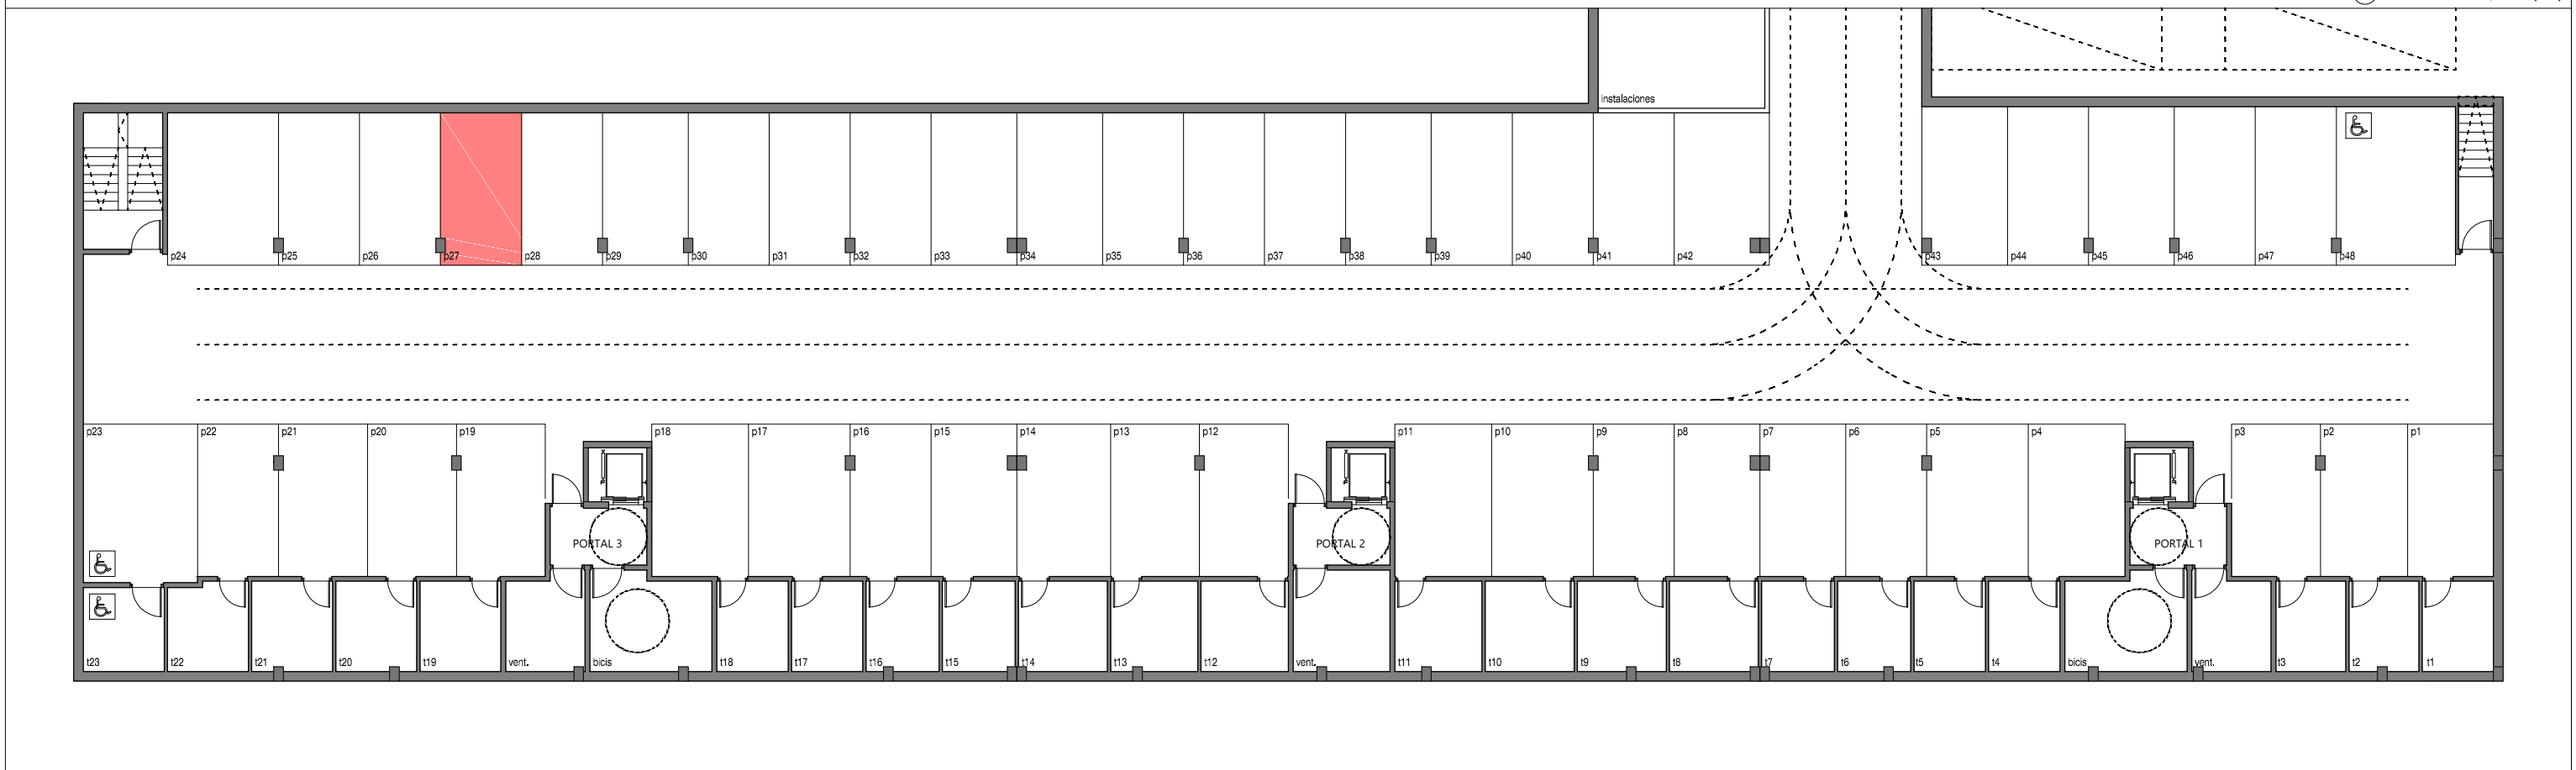 instalaciones
p24 p25 p26 p27 p28 p29 p30 p31 p32 p33 p34 p35 p36 p37 p38 p39 p40 p41 p42 p43 p44 p45 p46 p47 p48
p23 p22 p21 p20 p19 p18 p17 p16 p15 p14 p13 p12 p11 p10 p9 p8 p7 p6 p5 p4 p3 p2 p1
PORTAL 3 PORTAL 2 PORTAL 1
t23 t22 t21 t20 t19 vent. bicis t18 t17 t16 t15 t14 t13 t12 vent. t11 t10 t9 t8 t7 t6 t5 t4 bicis vent. t3 t2 t1